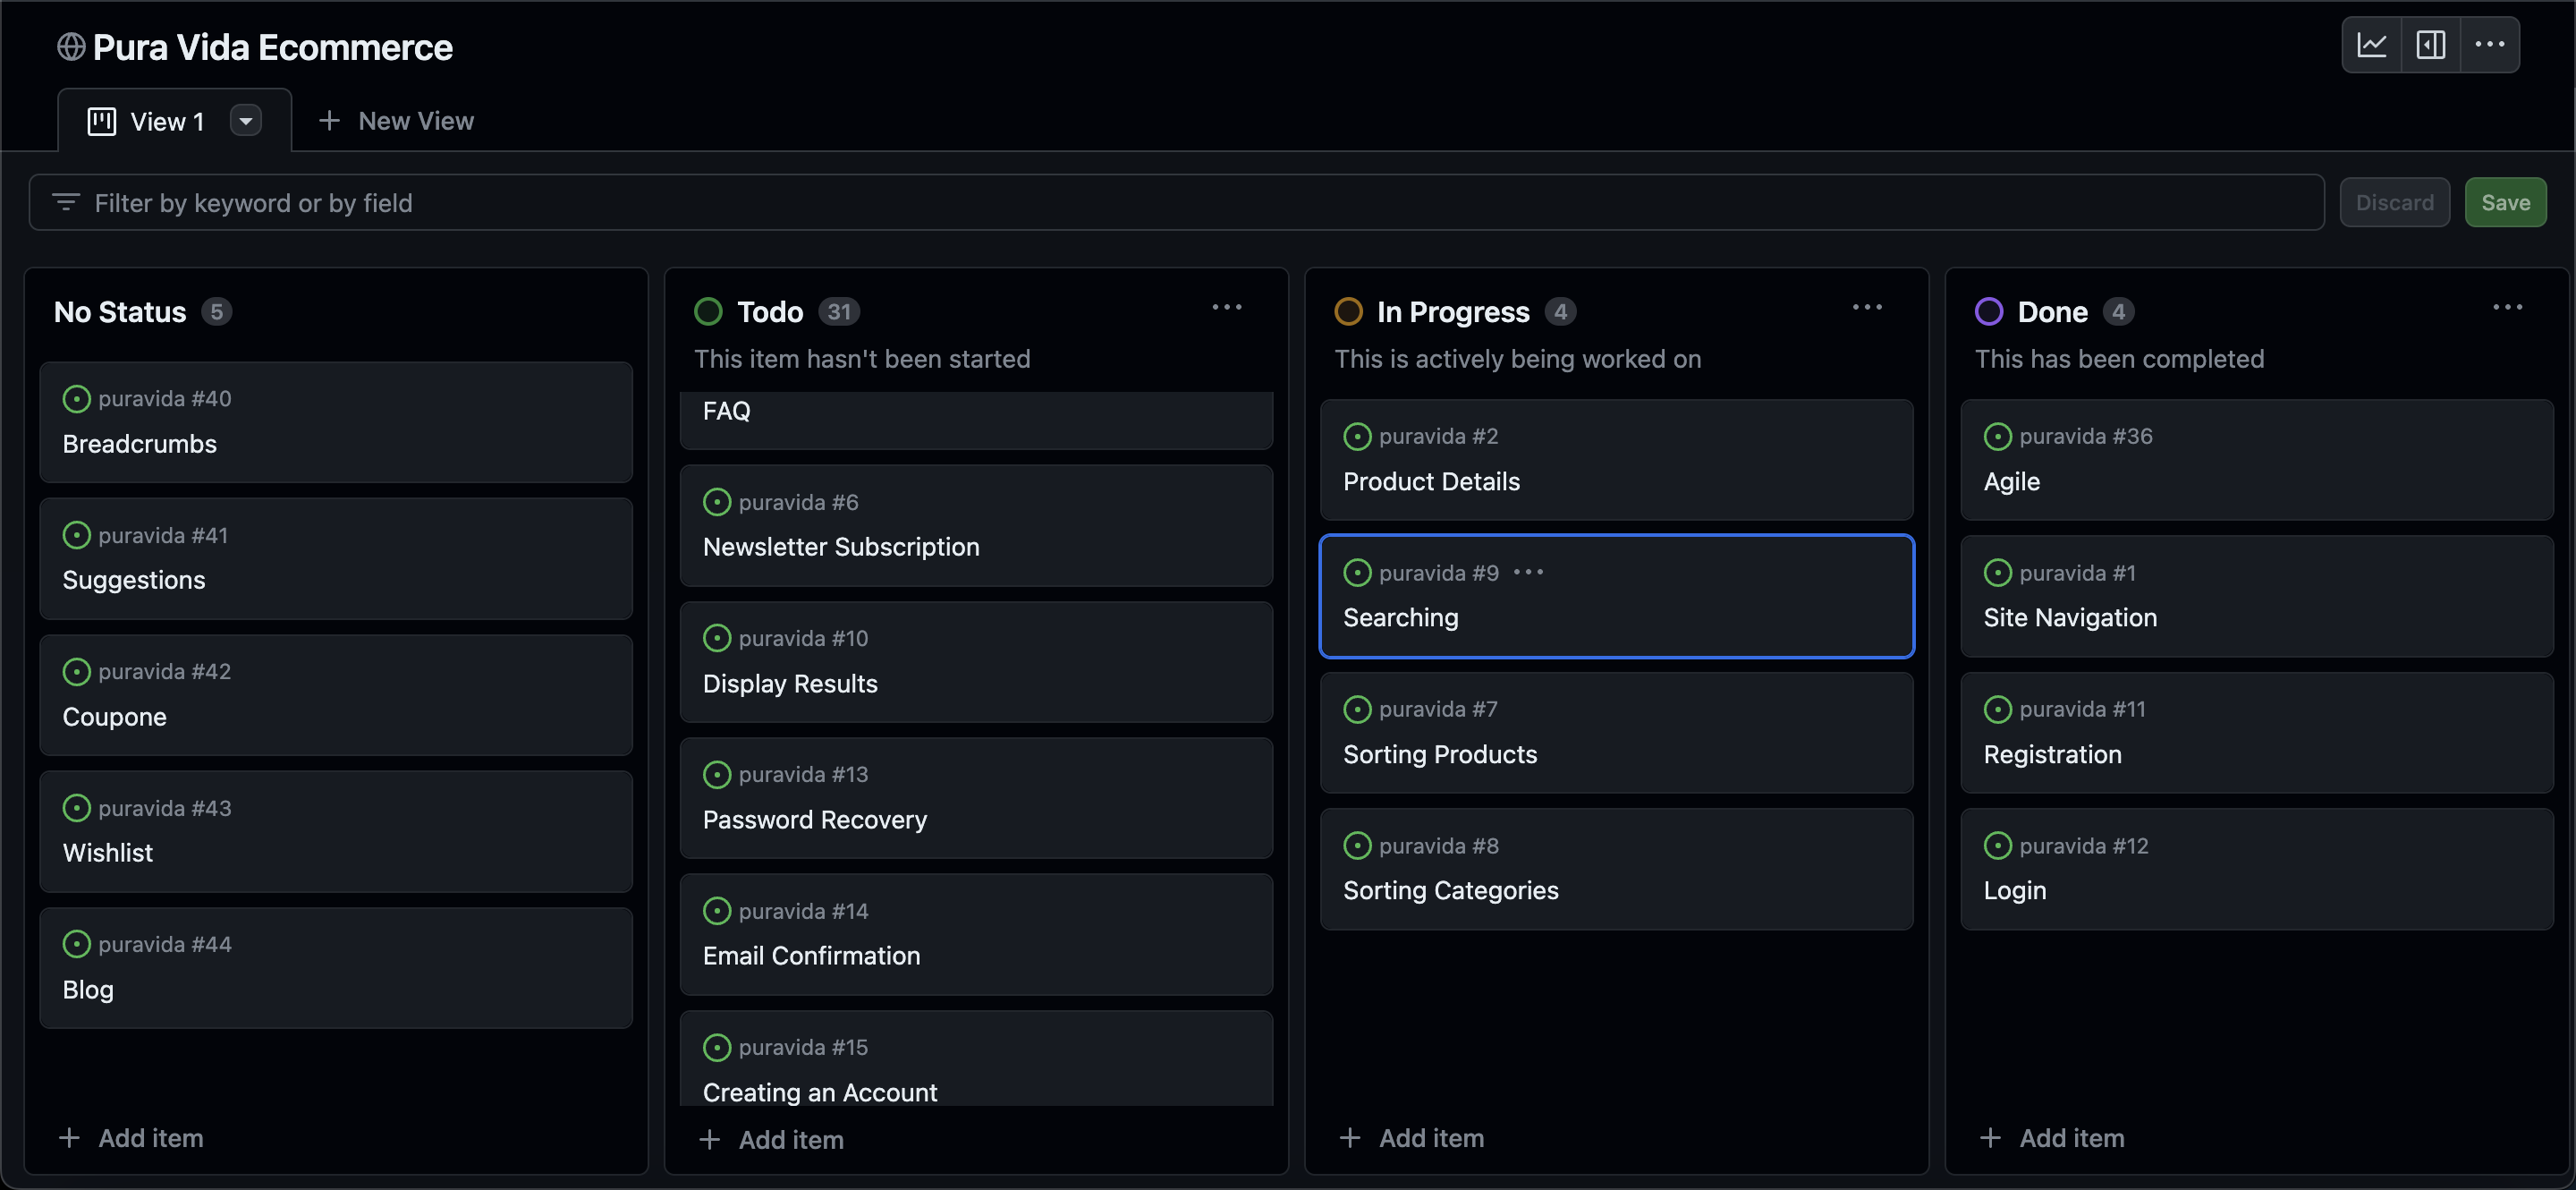 Pura Vida Ecommerce
View 1
New View
Filter by keyword or by field
Discard
Save
No Status 5
puravida #40
Breadcrumbs
puravida #41
Suggestions
puravida #42
Coupone
puravida #43
Wishlist
puravida #44
Blog
Add item
Todo 31
This item hasn't been started
FAQ
puravida #6
Newsletter Subscription
puravida #10
Display Results
puravida #13
Password Recovery
puravida #14
Email Confirmation
puravida #15
Creating an Account
Add item
In Progress 4
This is actively being worked on
puravida #2
Product Details
puravida #9
Searching
puravida #7
Sorting Products
puravida #8
Sorting Categories
Add item
Done 4
This has been completed
puravida #36
Agile
puravida #1
Site Navigation
puravida #11
Registration
puravida #12
Login
Add item